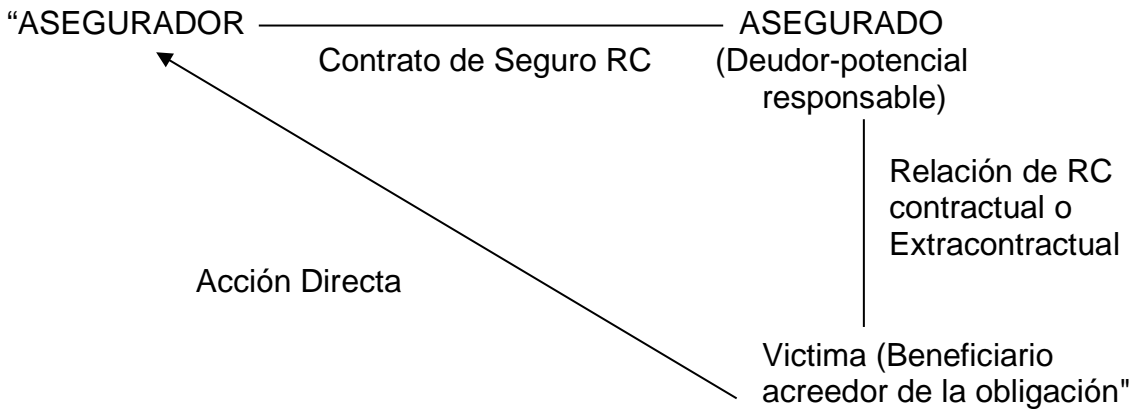 “ASEGURADOR
ASEGURADO
Contrato de Seguro RC
(Deudor-potencial
responsable)
Relación de RC
contractual o
Extracontractual
Acción Directa
Victima (Beneficiario
acreedor de la obligación"